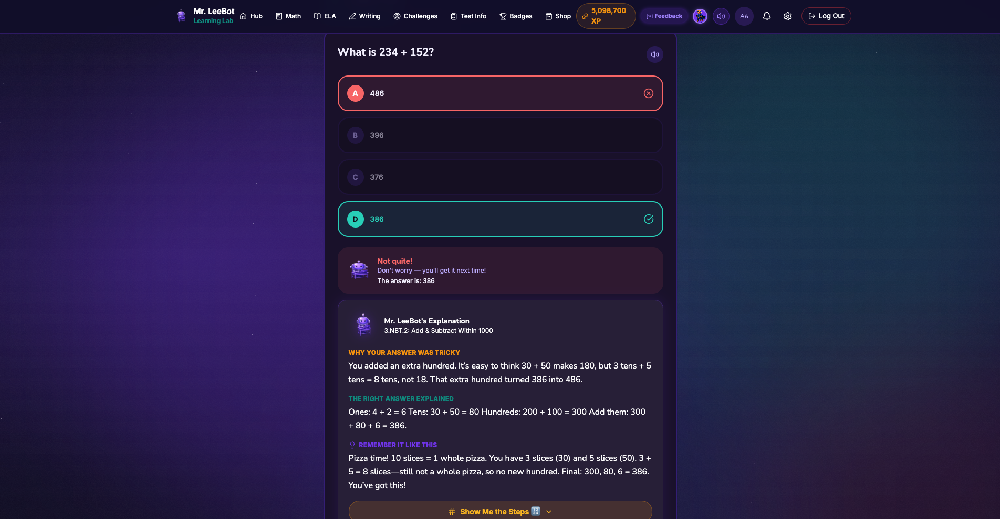 Mr. LeeBot
Learning Lab
Hub
Math
ELA
Writing
Challenges
Test Info
Badges
Shop
5,098,700
XP
Feedback
AA
Log Out
What is 234 + 152?
A 486
B 396
C 376
D 386
Not quite!
Don't worry — you'll get it next time!
The answer is: 386
Mr. LeeBot's Explanation
3.NBT.2: Add & Subtract Within 1000
WHY YOUR ANSWER WAS TRICKY
You added an extra hundred. It’s easy to think 30 + 50 makes 180, but 3 tens + 5
tens = 8 tens, not 18. That extra hundred turned 386 into 486.
THE RIGHT ANSWER EXPLAINED
Ones: 4 + 2 = 6 Tens: 30 + 50 = 80 Hundreds: 200 + 100 = 300 Add them: 300
+ 80 + 6 = 386.
REMEMBER IT LIKE THIS
Pizza time! 10 slices = 1 whole pizza. You have 3 slices (30) and 5 slices (50). 3 +
5 = 8 slices—still not a whole pizza, so no new hundred. Final: 300, 80, 6 = 386.
You’ve got this!
# Show Me the Steps 🔢